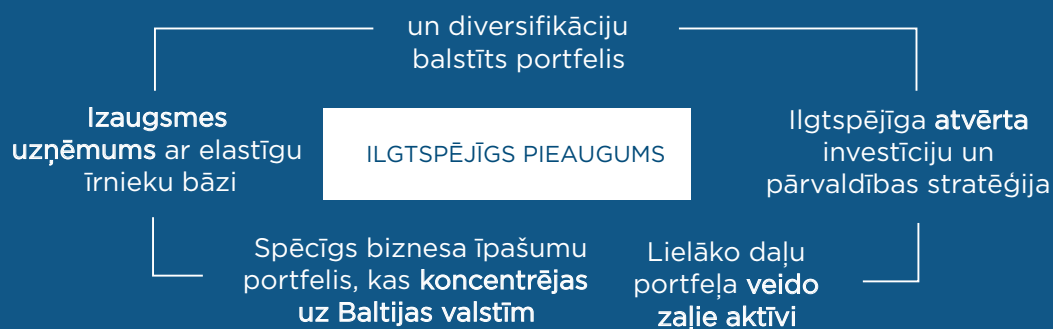 un diversifikāciju
balstīts portfelis
Izaugsmes
uzņēmums ar elastīgu
īrnieku bāzi
ILGTSPĒJĪGS PIEAUGUMS
Ilgtspējīga atvērta
investīciju un
pārvaldības stratēģija
Spēcīgs biznesa īpašumu
portfelis, kas koncentrējas
uz Baltijas valstīm
Lielāko daļu
portfeļa veido
zaļie aktīvi